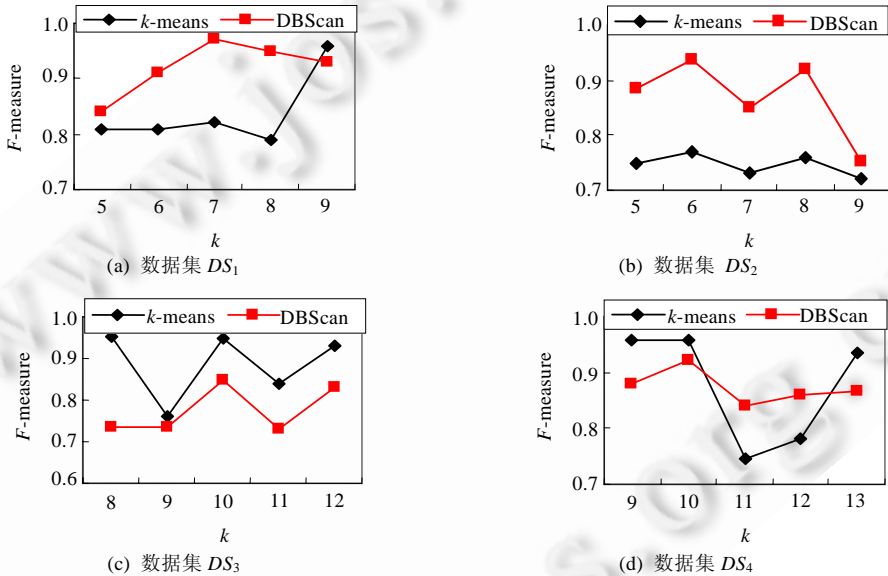 k-means DBScan
1.0
0.9
0.8
0.7
F-measure
5 6 7 8 9
k
(a) 数据集 DS1
k-means DBScan
1.0
0.9
0.8
0.7
F-measure
5 6 7 8 9
k
(b) 数据集 DS2
k-means DBScan
1.0
0.9
0.8
0.7
0.6
F-measure
8 9 10 11 12
k
(c) 数据集 DS3
k-means DBScan
1.0
0.9
0.8
0.7
F-measure
9 10 11 12 13
k
(d) 数据集 DS4